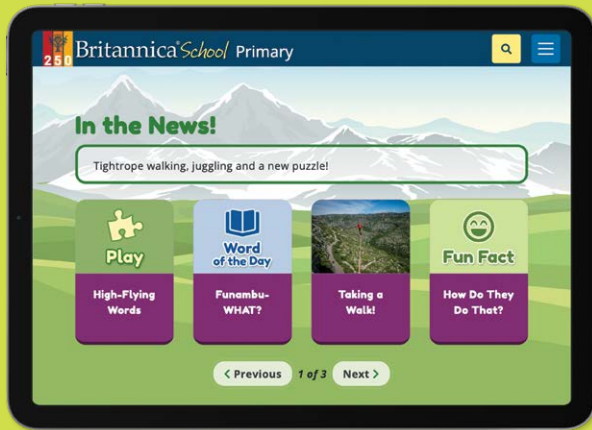 250 Britannica® School Primary
In the News!
Tightrope walking, juggling and a new puzzle!
Play
High-Flying
Words
Word
of the Day
Funambu-
WHAT?
Taking a
Walk!
Fun Fact
How Do They
Do That?
< Previous 1 of 3 Next >